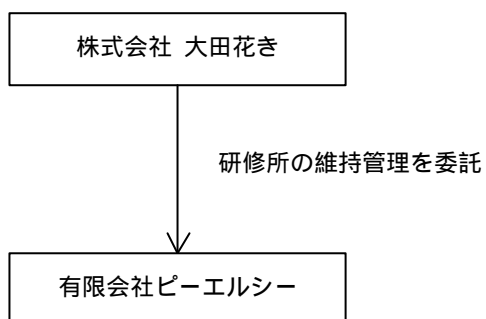 株式会社 大田花き
研修所の維持管理を委託
有限会社ピーエルシー